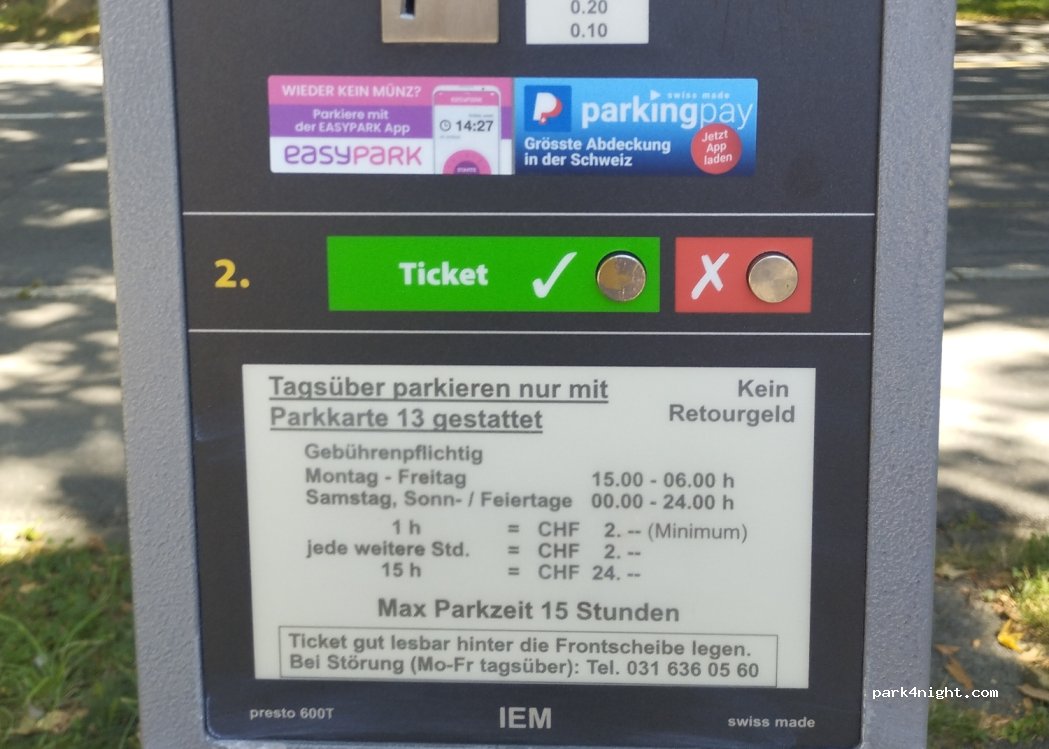 0.20
0.10
WIEDER KEIN MÜNZ?
Parkiere mit
der EASYPARK App
easypark
14:27
swiss made
parkingpay
Grösste Abdeckung
in der Schweiz
Jetzt
App
laden
2.
Ticket ✓ ✗
Tagsüber parkieren nur mit
Parkkarte 13 gestattet
Kein
Retourgeld
Gebührenpflichtig
Montag - Freitag 15.00 - 06.00 h
Samstag, Sonn- / Feiertage 00.00 - 24.00 h
1 h = CHF 2. -- (Minimum)
jede weitere Std. = CHF 2. --
15 h = CHF 24. --
Max Parkzeit 15 Stunden
Ticket gut lesbar hinter die Frontscheibe legen.
Bei Störung (Mo-Fr tagsüber): Tel. 031 636 05 60
presto 600T IEM swiss made
park4night.com